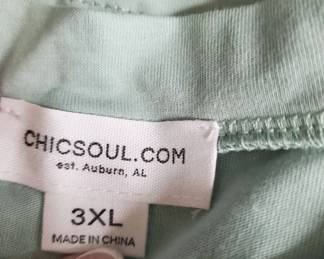 CHICSOUL.COM
est. Auburn, AL
3XL
MADE IN CHINA